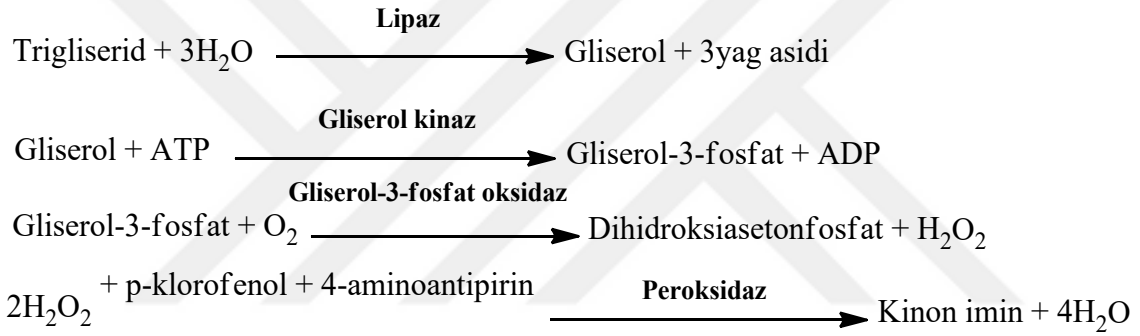 Lipaz
Trigliserid + 3H₂O → Gliserol + 3yag asidi
Gliserol kinaz
Gliserol + ATP → Gliserol-3-fosfat + ADP
Gliserol-3-fosfat oksidaz
Gliserol-3-fosfat + O₂ → Dihidroksiasetonfosfat + H₂O₂
2H₂O₂ + p-klorofenol + 4-aminoantipirin Peroksidaz → Kinon imin + 4H₂O